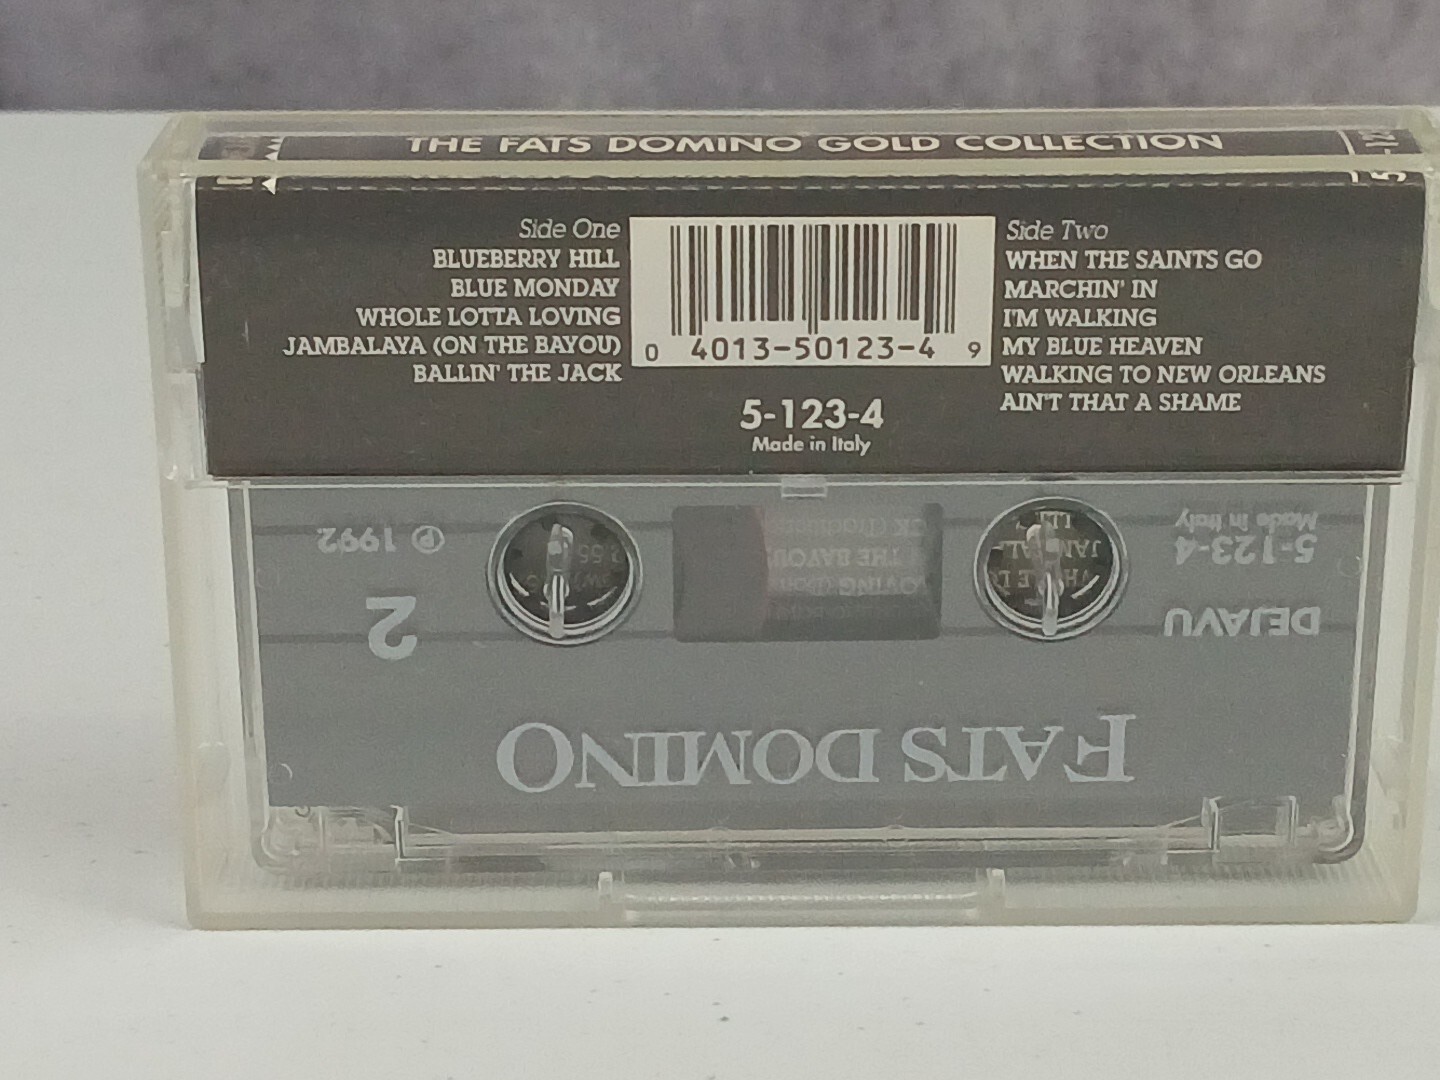 THE FATS DOMINO GOLD COLLECTION
Side One
BLUEBERRY HILL
BLUE MONDAY
WHOLE LOTTA LOVING
JAMBALAYA (ON THE BAYOU)
BALLIN' THE JACK
0 4013-50123-4 9
5-123-4
Made in Italy
Side Two
WHEN THE SAINTS GO
MARCHIN' IN
I'M WALKING
MY BLUE HEAVEN
WALKING TO NEW ORLEANS
AIN'T THAT A SHAME
FATS DOMINO
DEJAVU
2
5-123-4
Made in Italy
℗ 1992
THE BAYOU)